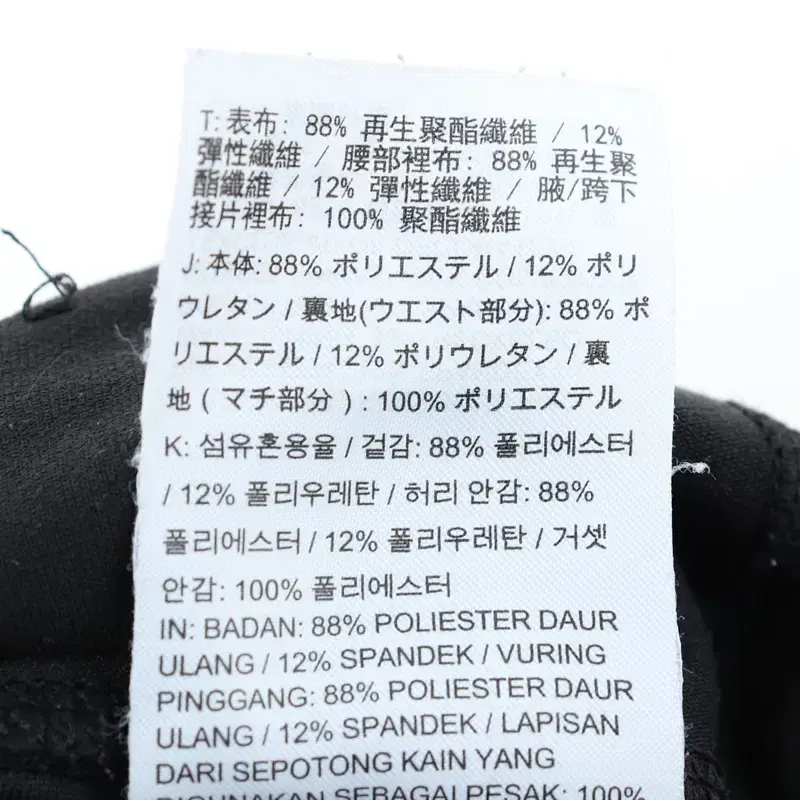 T: 表布: 88% 再生聚酯纖維 / 12%
彈性纖維 / 腰部裡布: 88% 再生聚
酯纖維 / 12% 彈性纖維 / 腋/跨下
接片裡布: 100% 聚酯纖維
J: 本体: 88% ポリエステル / 12% ポリ
ウレタン / 裏地(ウエスト部分): 88% ポ
リエステル / 12% ポリウレタン / 裏
地 ( マチ部分 ) : 100% ポリエステル
K: 섬유혼용율 / 겉감: 88% 폴리에스터
/ 12% 폴리우레탄 / 허리 안감: 88%
폴리에스터 / 12% 폴리우레탄 / 거셋
안감: 100% 폴리에스터
IN: BADAN: 88% POLIESTER DAUR
ULANG / 12% SPANDEK / VURING
PINGGANG: 88% POLIESTER DAUR
ULANG / 12% SPANDEK / LAPISAN
DARI SEPOTONG KAIN YANG
DIGUNAKAN SEBAGAI PESAK: 100%